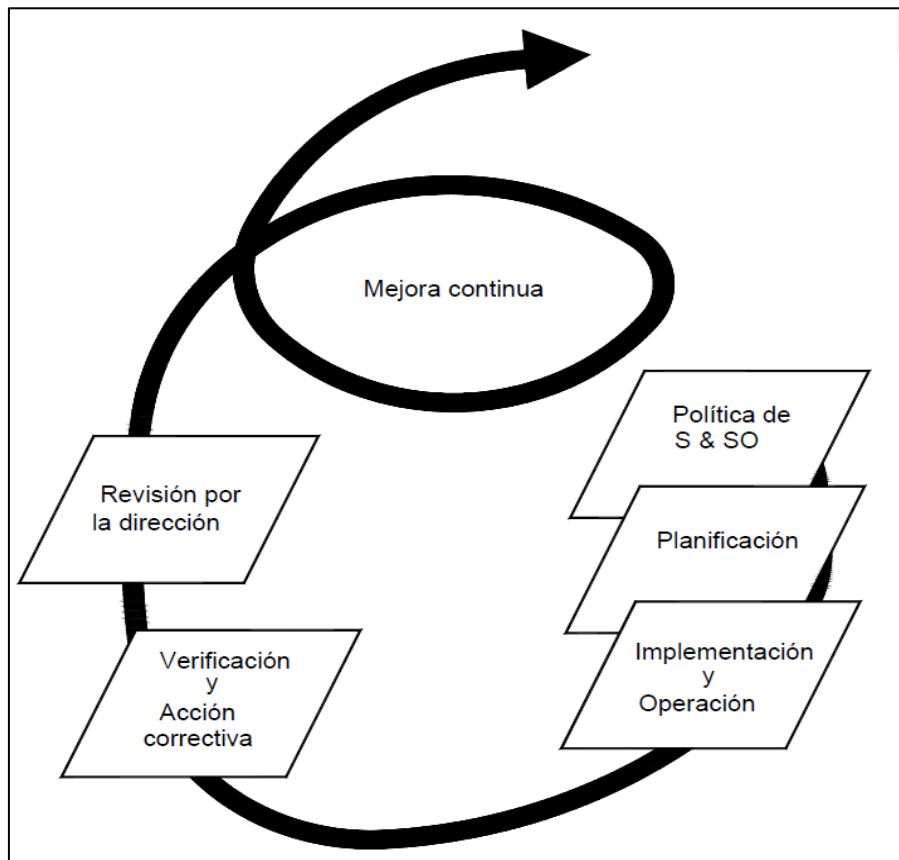 Mejora continua
Política de
S & SO
Planificación
Implementación
y
Operación
Verificación
y
Acción
correctiva
Revisión por
la dirección